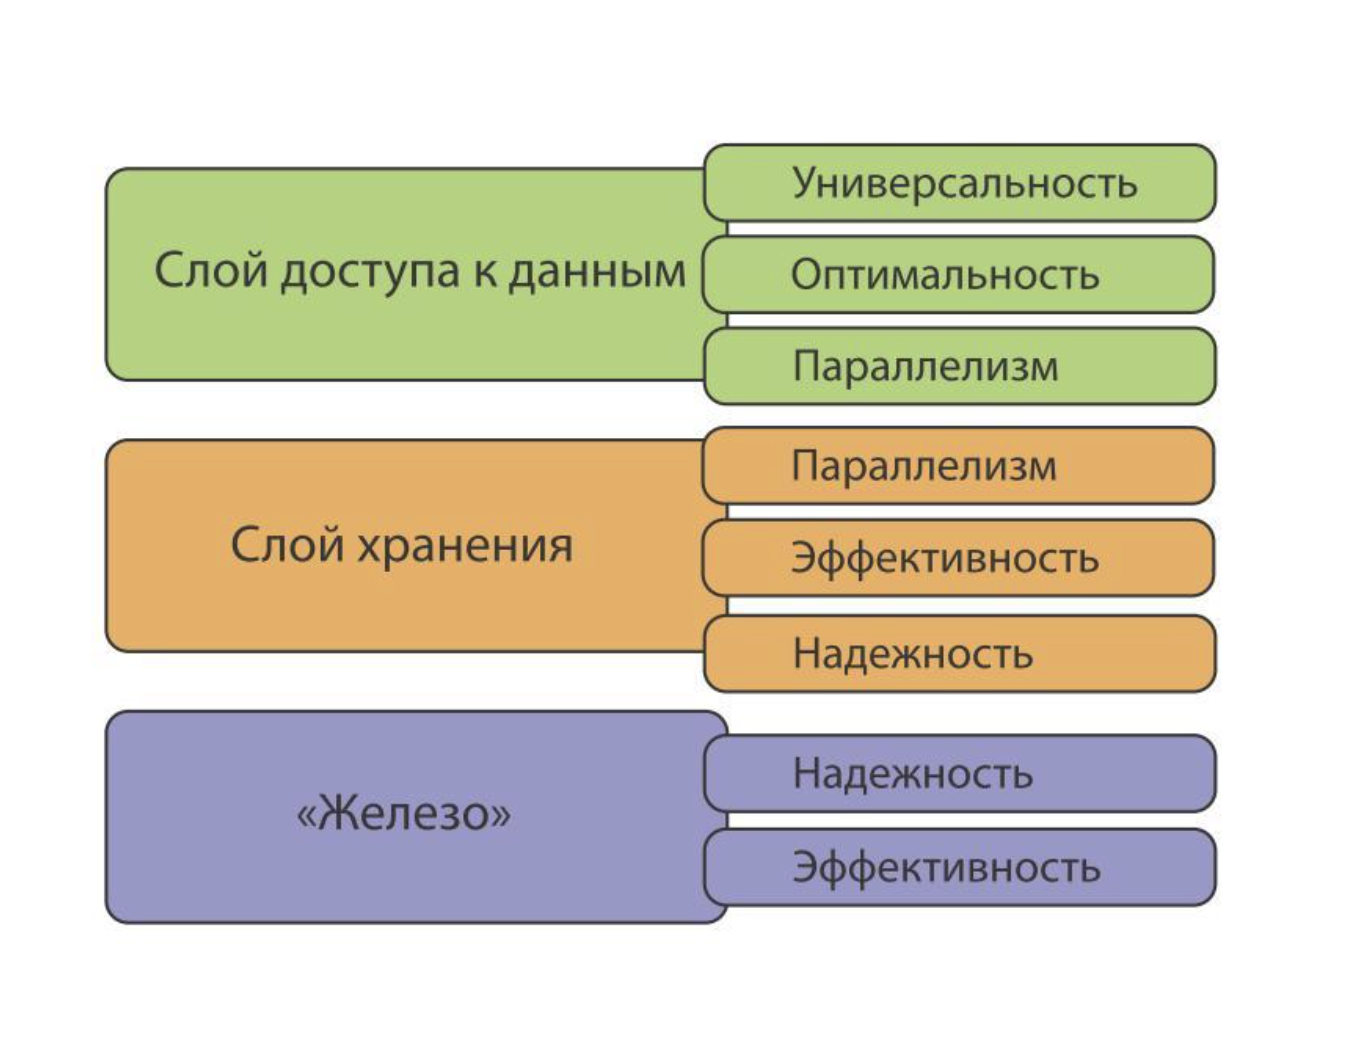 Слой доступа к данным
Универсальность
Оптимальность
Параллелизм
Слой хранения
Параллелизм
Эффективность
Надежность
«Железо»
Надежность
Эффективность